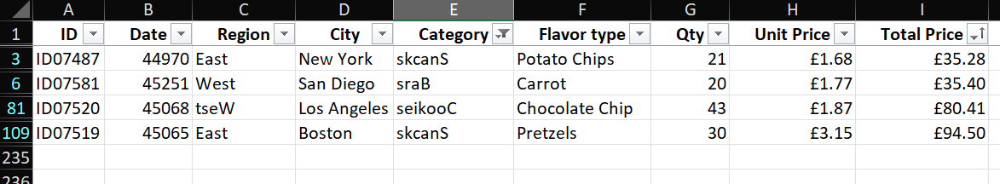 A B C D E F G H I
1 ID Date Region City Category Flavor type Qty Unit Price Total Price
3 ID07487 44970 East New York skcanS Potato Chips 21 £1.68 £35.28
6 ID07581 45251 West San Diego sraB Carrot 20 £1.77 £35.40
81 ID07520 45068 tseW Los Angeles seikooC Chocolate Chip 43 £1.87 £80.41
109 ID07519 45065 East Boston skcanS Pretzels 30 £3.15 £94.50
235
236